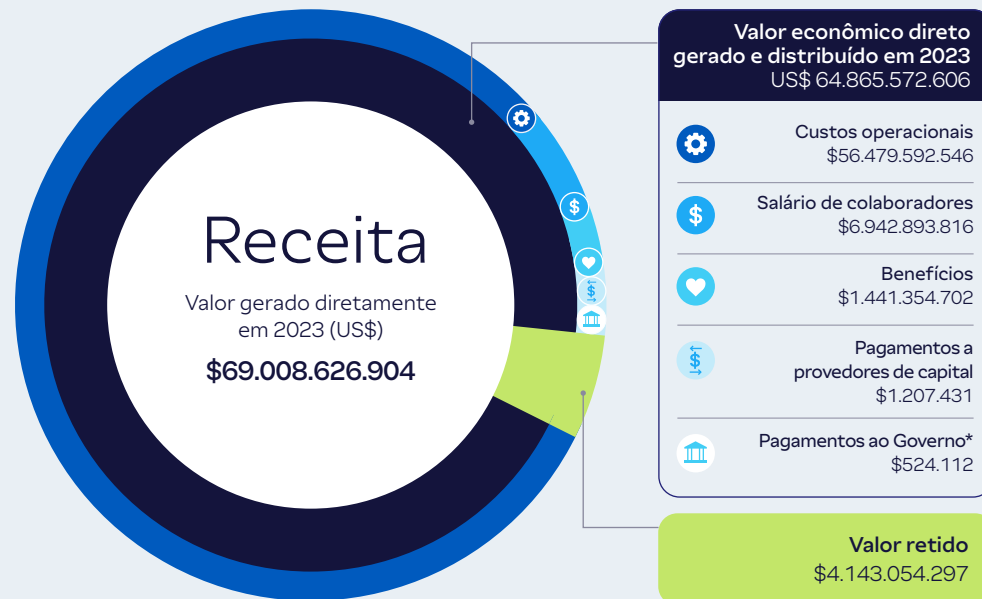 Receita
Valor gerado diretamente
em 2023 (US$)
$69.008.626.904
Valor econômico direto
gerado e distribuído em 2023
US$ 64.865.572.606
Custos operacionais
$56.479.592.546
Salário de colaboradores
$6.942.893.816
Benefícios
$1.441.354.702
Pagamentos a
provedores de capital
$1.207.431
Pagamentos ao Governo*
$524.112
Valor retido
$4.143.054.297